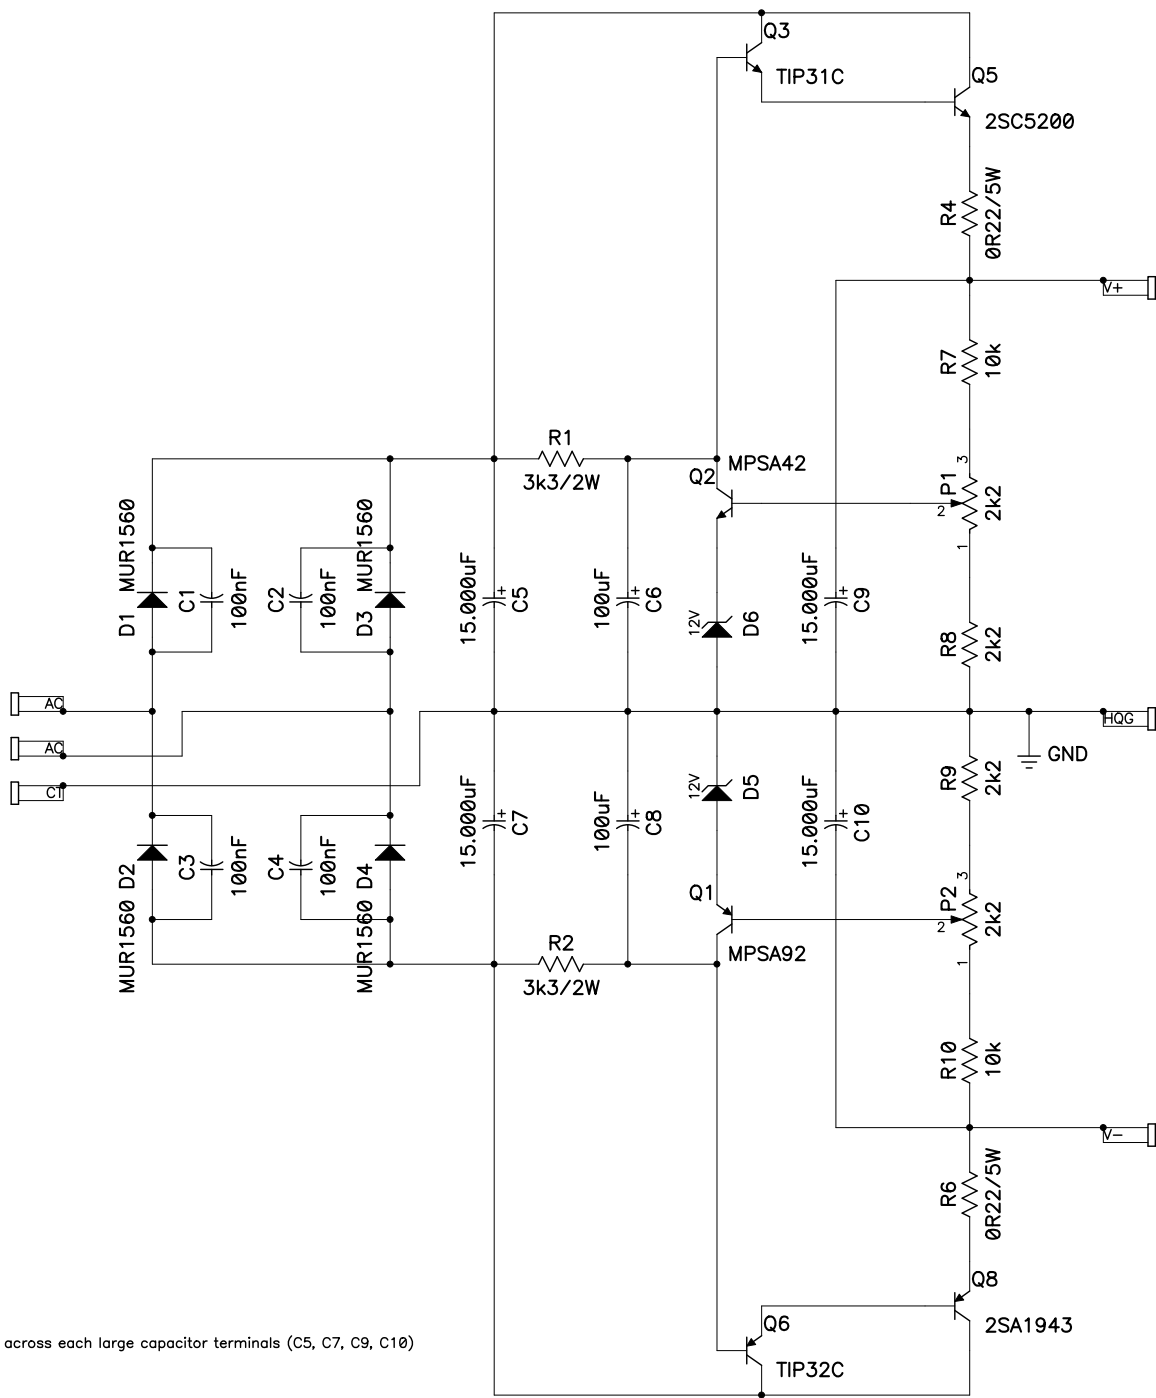 Q3
TIP31C
Q5
2SC5200
R4
0R22/5W
V+
R7
10k
R1
3k3/2W
MPSA42
Q2
3
P1
2
2k2
1
MUR1560
D1
C1
100nF
C2
100nF
MUR1560
D3
15.000uF
+
C5
100uF
+
C6
12V
D6
15.000uF
+
C9
R8
2k2
AC
AC
CT
HQG
GND
MUR1560 D2
C3
100nF
C4
100nF
MUR1560 D4
15.000uF
+
C7
100uF
+
C8
12V
D5
15.000uF
+
C10
R9
2k2
Q1
MPSA92
3
P2
2
2k2
1
R2
3k3/2W
R10
10k
V-
R6
0R22/5W
Q8
2SA1943
Q6
TIP32C
across each large capacitor terminals (C5, C7, C9, C10)